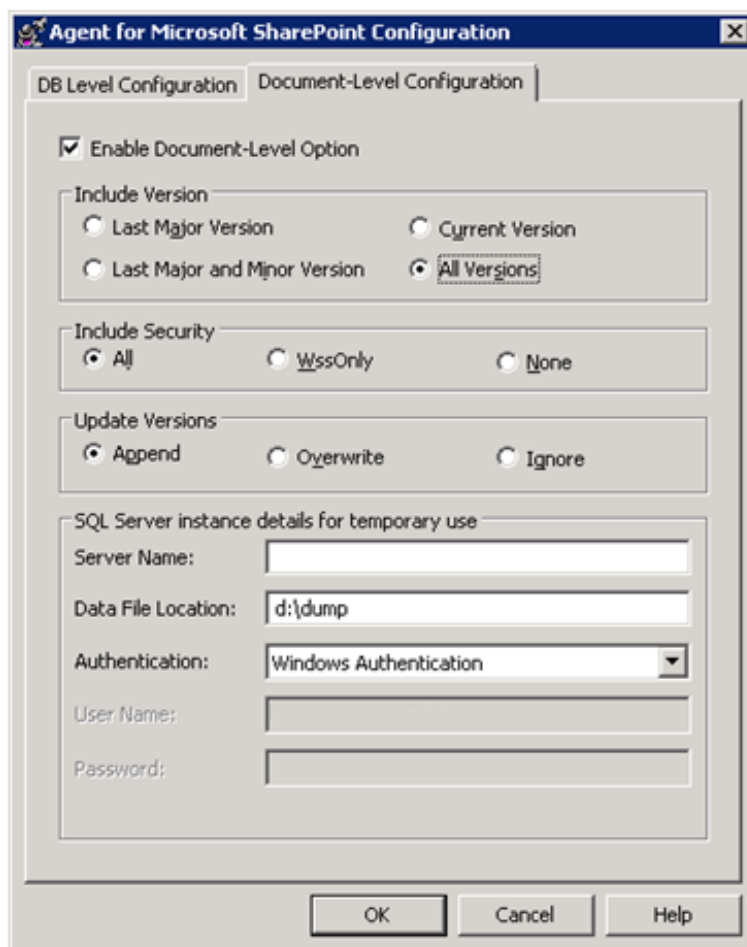 Agent for Microsoft SharePoint Configuration
DB Level Configuration Document-Level Configuration
Enable Document-Level Option
Include Version
Last Major Version Current Version
Last Major and Minor Version All Versions
Include Security
All WssOnly None
Update Versions
Append Overwrite Ignore
SQL Server instance details for temporary use
Server Name:
Data File Location: d:\dump
Authentication: Windows Authentication
User Name:
Password:
OK Cancel Help